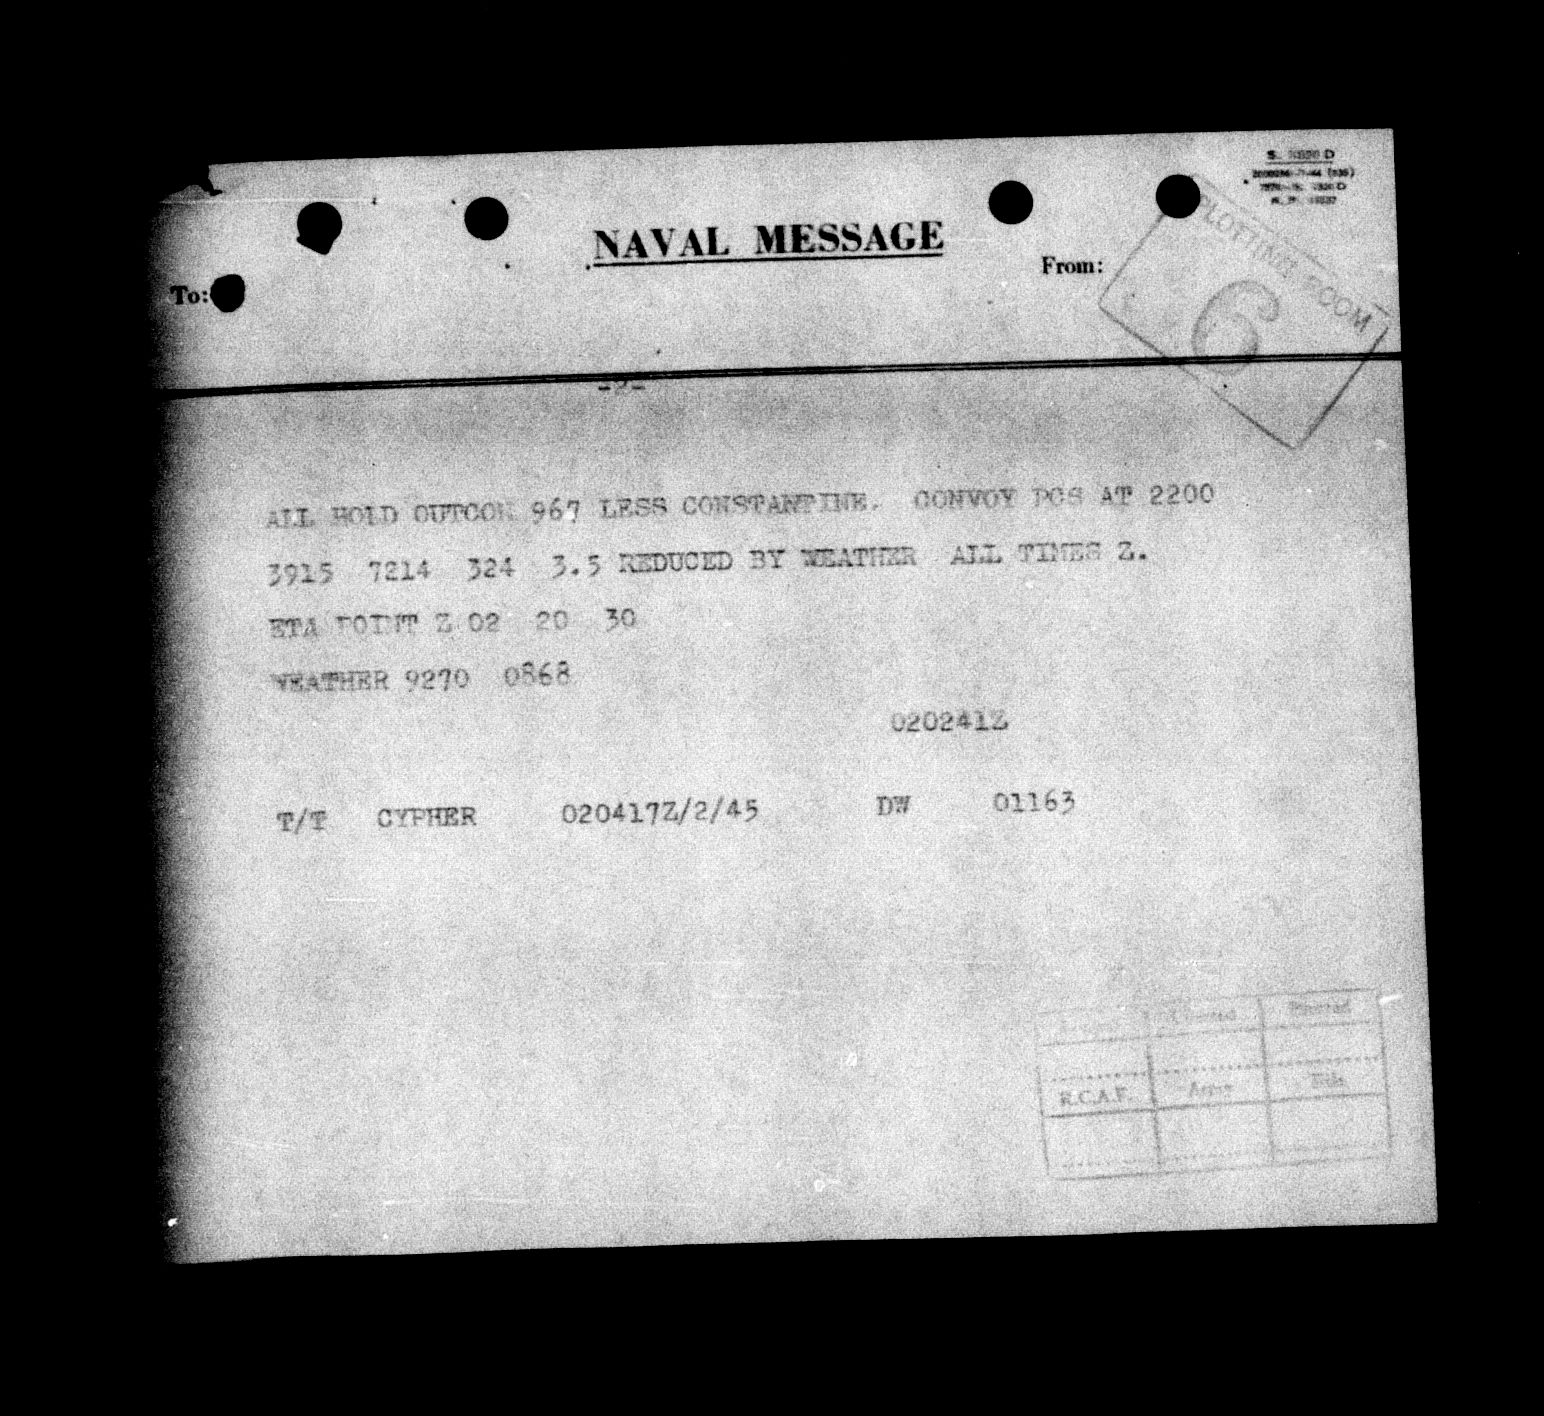 NAVAL MESSAGE
To:
From:
PLOTTING ROOM
6
-2-
ALL HOLD OUTCON 967 LESS CONSTANTINE. CONVOY POS AT 2200
3915 7214 324 3.5 REDUCED BY WEATHER ALL TIMES Z.
ETA POINT Z 02 20 30
WEATHER 9270 0868
020241Z
T/T CYPHER 020417Z/2/45 DW 01163
R.C.A.F. Army